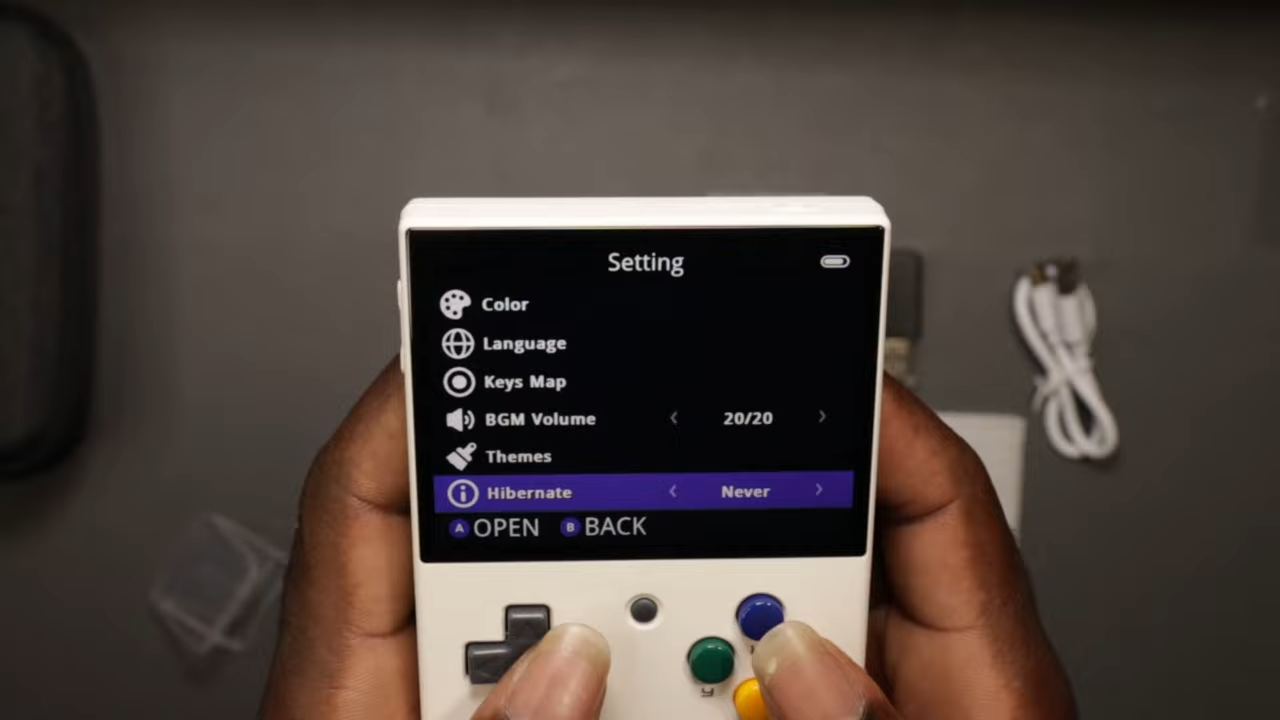 Setting
Color
Language
Keys Map
BGM Volume < 20/20 >
Themes
Hibernate < Never >
A OPEN B BACK
Y